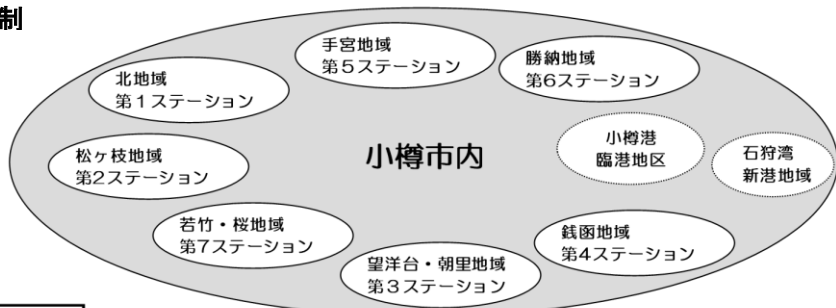 制
手宮地域
第5ステーション
勝納地域
第6ステーション
北地域
第1ステーション
小樽市内
小樽港
臨港地区
石狩湾
新港地域
松ヶ枝地域
第2ステーション
若竹・桜地域
第7ステーション
望洋台・朝里地域
第3ステーション
銭函地域
第4ステーション